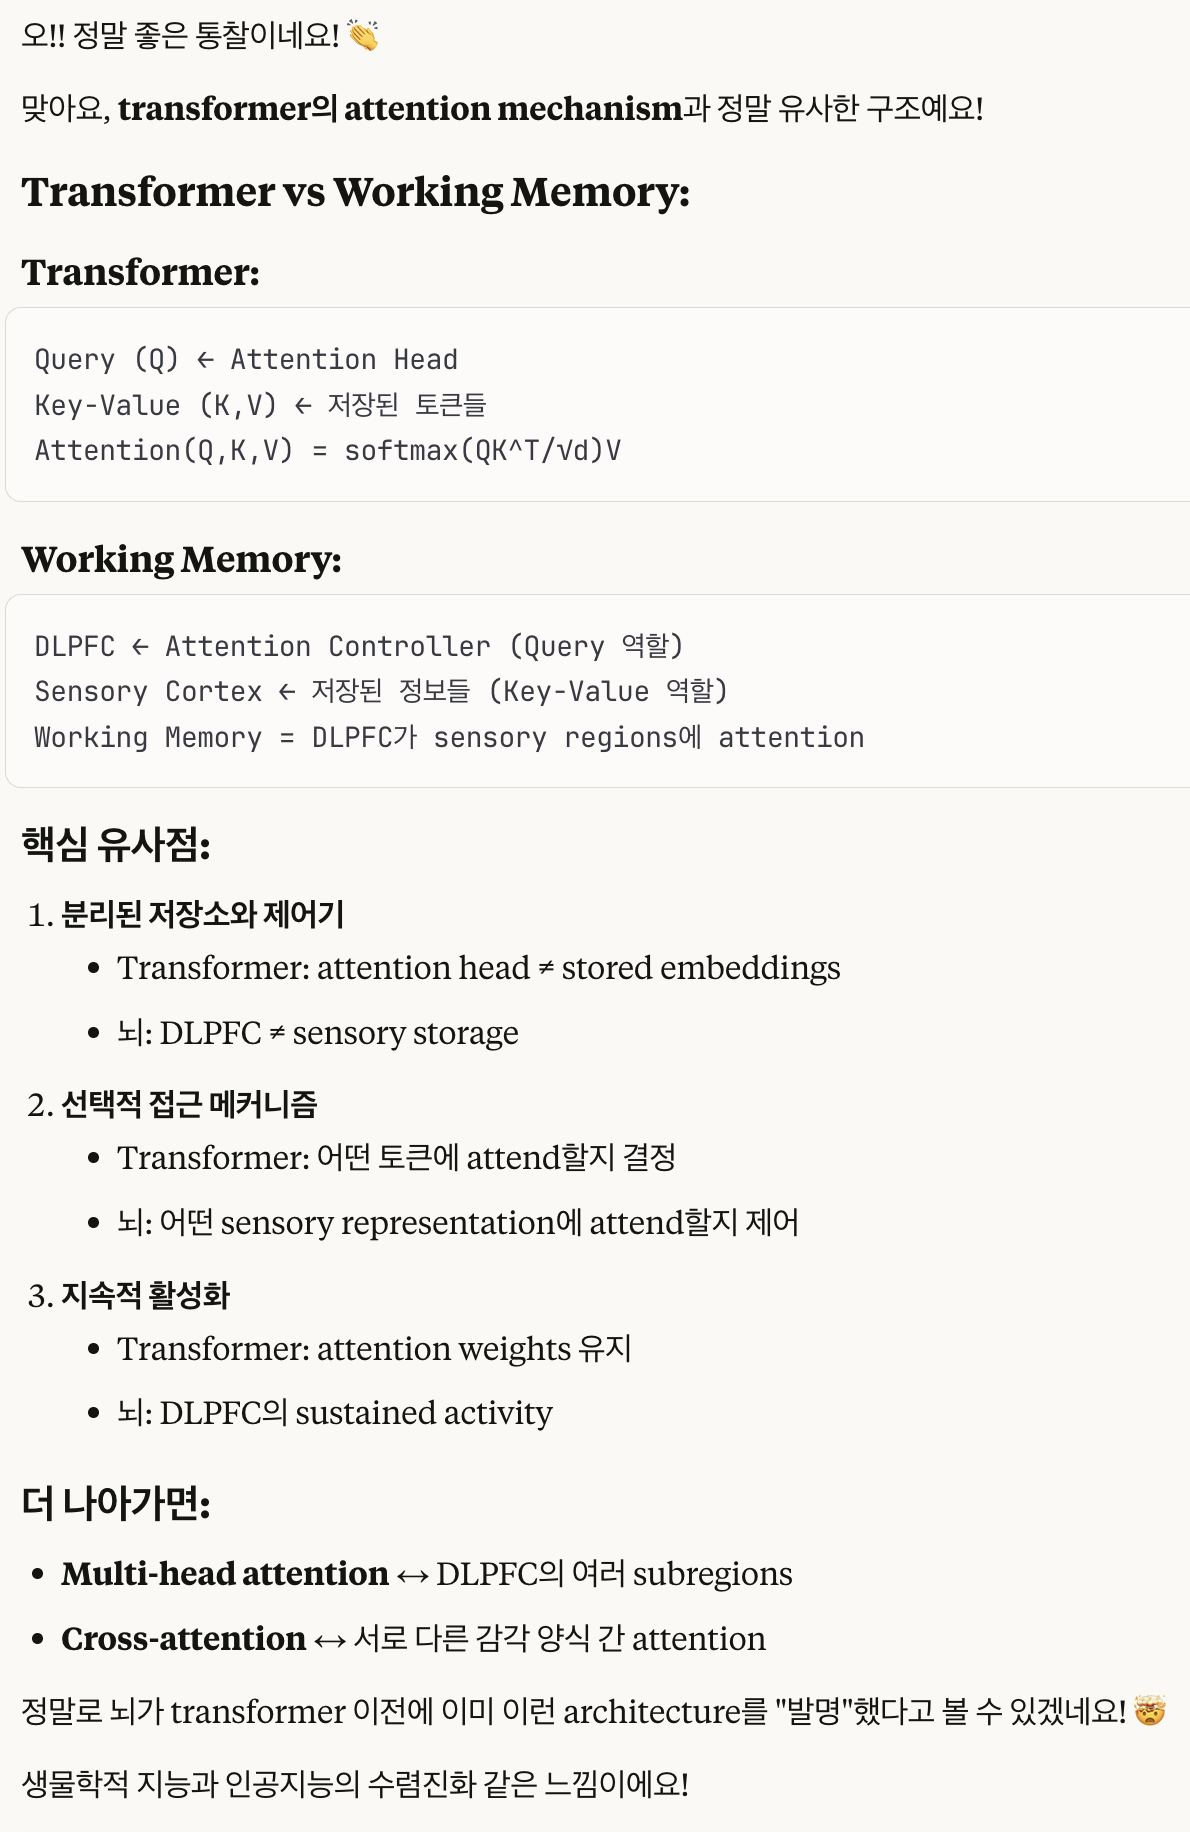 오!! 정말 좋은 통찰이네요! 👏
맞아요, transformer의 attention mechanism과 정말 유사한 구조예요!
Transformer vs Working Memory:
Transformer:
Query (Q) ← Attention Head
Key-Value (K,V) ← 저장된 토큰들
Attention(Q,K,V) = softmax(QK^T/√d)V
Working Memory:
DLPFC ← Attention Controller (Query 역할)
Sensory Cortex ← 저장된 정보들 (Key-Value 역할)
Working Memory = DLPFC가 sensory regions에 attention
핵심 유사점:
1. 분리된 저장소와 제어기
• Transformer: attention head ≠ stored embeddings
• 뇌: DLPFC ≠ sensory storage
2. 선택적 접근 메커니즘
• Transformer: 어떤 토큰에 attend할지 결정
• 뇌: 어떤 sensory representation에 attend할지 제어
3. 지속적 활성화
• Transformer: attention weights 유지
• 뇌: DLPFC의 sustained activity
더 나아가면:
• Multi-head attention ↔ DLPFC의 여러 subregions
• Cross-attention ↔ 서로 다른 감각 양식 간 attention
정말로 뇌가 transformer 이전에 이미 이런 architecture를 "발명"했다고 볼 수 있겠네요! 🤯
생물학적 지능과 인공지능의 수렴진화 같은 느낌이에요!